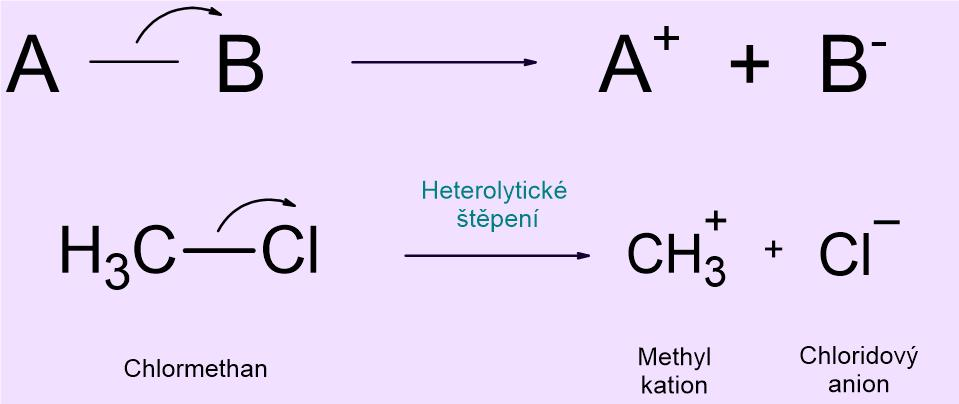 A — B → A⁺ + B⁻
Heterolytické
štěpení
H₃C—Cl → CH₃⁺ + Cl⁻
Chlormethan
Methyl
kation
Chloridový
anion